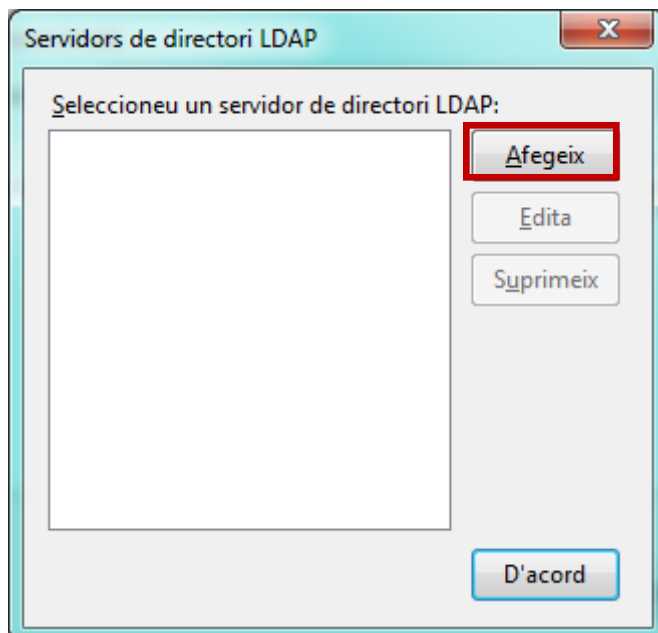 Servidors de directori LDAP
Seleccioneu un servidor de directori LDAP:
Afegeix
Edita
Suprimeix
D'acord